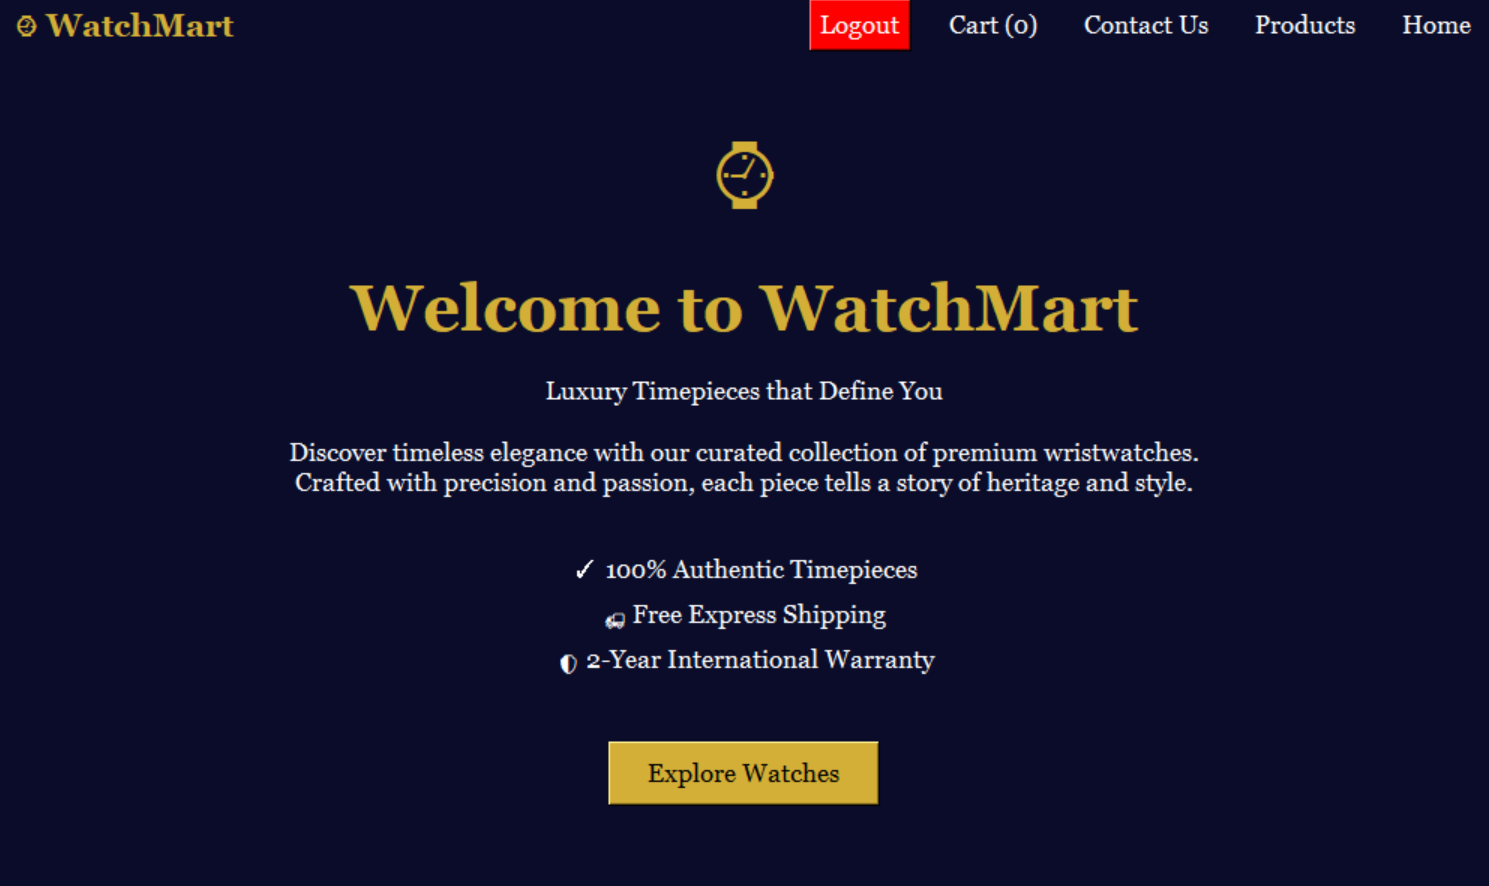 WatchMart
Logout Cart (0) Contact Us Products Home
Welcome to WatchMart
Luxury Timepieces that Define You
Discover timeless elegance with our curated collection of premium wristwatches.
Crafted with precision and passion, each piece tells a story of heritage and style.
✓ 100% Authentic Timepieces
Free Express Shipping
2-Year International Warranty
Explore Watches